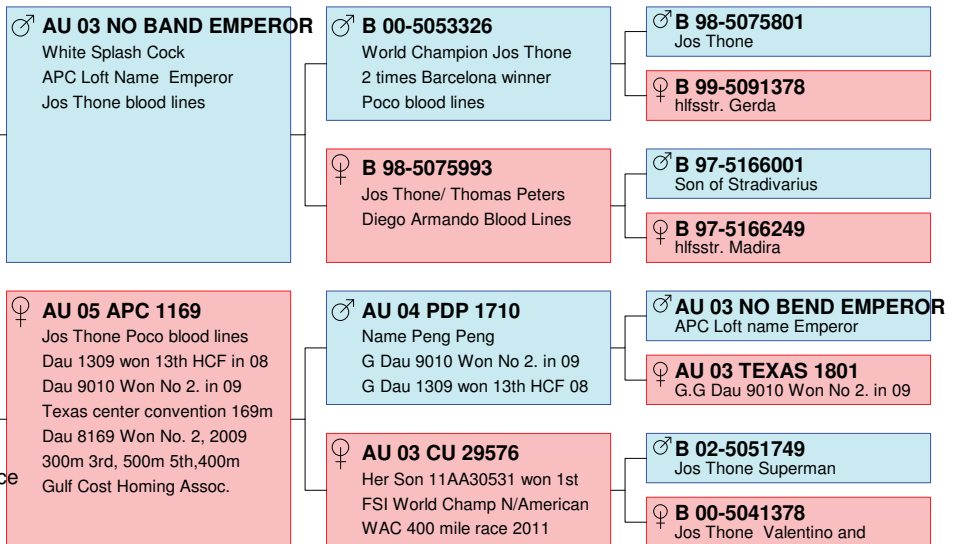 AU 03 NO BAND EMPEROR
White Splash Cock
APC Loft Name Emperor
Jos Thone blood lines
B 00-5053326
World Champion Jos Thone
2 times Barcelona winner
Poco blood lines
B 98-5075801
Jos Thone
B 99-5091378
hlfsstr. Gerda
B 98-5075993
Jos Thone/ Thomas Peters
Diego Armando Blood Lines
B 97-5166001
Son of Stradivarius
B 97-5166249
hlfsstr. Madira
AU 05 APC 1169
Jos Thone Poco blood lines
Dau 1309 won 13th HCF in 08
Dau 9010 Won No 2. in 09
Texas center convention 169m
Dau 8169 Won No. 2, 2009
300m 3rd, 500m 5th,400m
Gulf Cost Homing Assoc.
ce
AU 04 PDP 1710
Name Peng Peng
G Dau 9010 Won No 2. in 09
G Dau 1309 won 13th HCF 08
AU 03 NO BEND EMPEROR
APC Loft name Emperor
AU 03 TEXAS 1801
G.G Dau 9010 Won No 2. in 09
AU 03 CU 29576
Her Son 11AA30531 won 1st
FSI World Champ N/American
WAC 400 mile race 2011
B 02-5051749
Jos Thone Superman
B 00-5041378
Jos Thone Valentino and